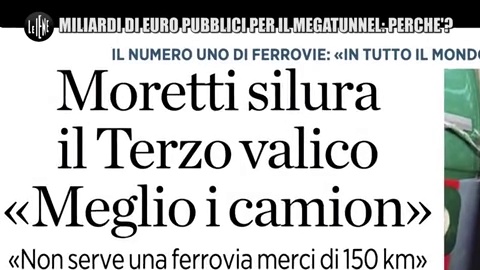 LE IENE
MILIARDI DI EURO PUBBLICI PER IL MEGATUNNEL: PERCHE'?
IL NUMERO UNO DI FERROVIE: «IN TUTTO IL MONDO
Moretti silura
il Terzo valico
«Meglio i camion»
«Non serve una ferrovia merci di 150 km»